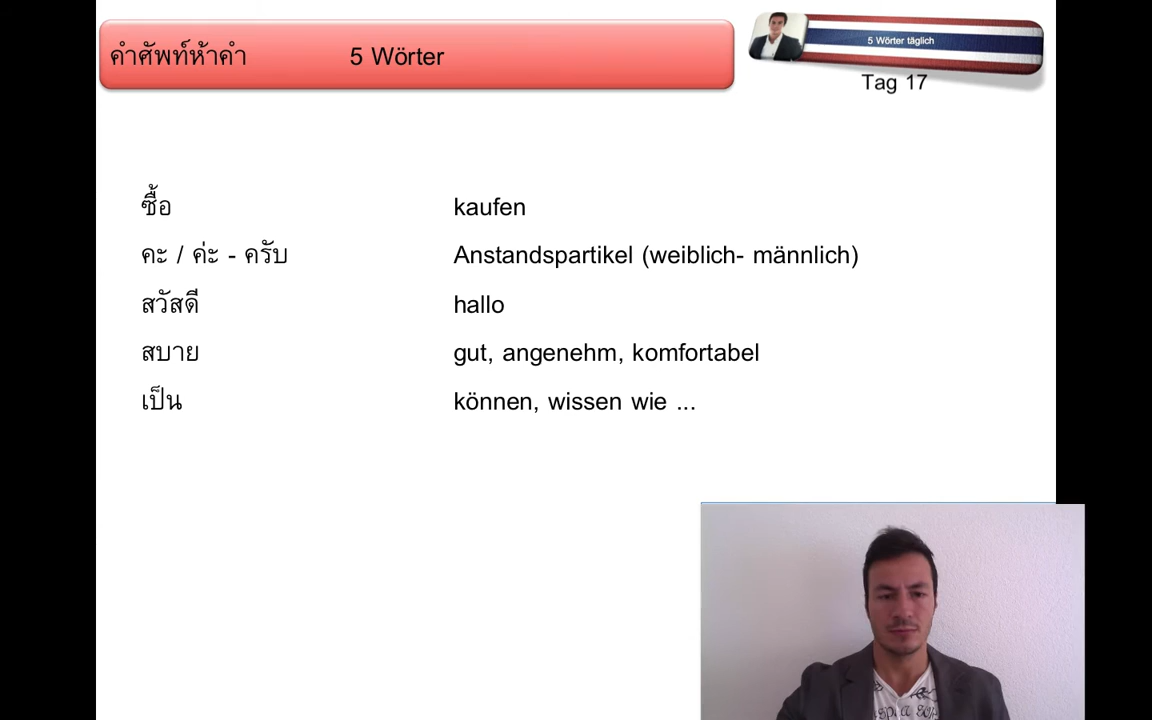 คำศัพท์ห้าคำ 5 Wörter
5 Wörter täglich
Tag 17
ซื้อ kaufen
คะ / ค่ะ - ครับ Anstandspartikel (weiblich- männlich)
สวัสดี hallo
สบาย gut, angenehm, komfortabel
เป็น können, wissen wie ...